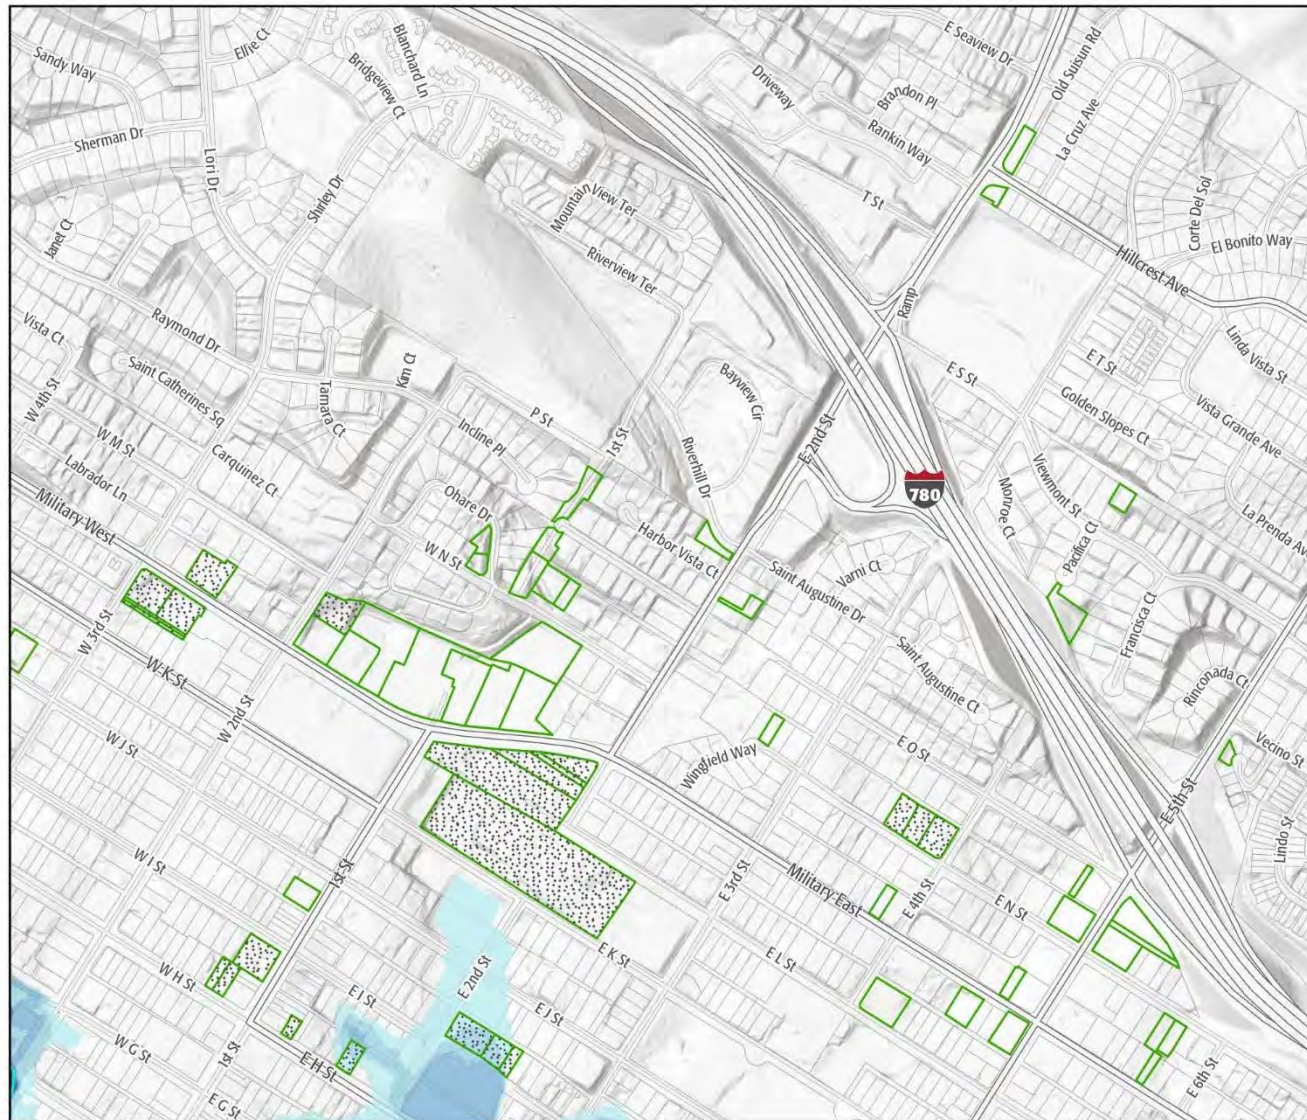 Sandy Way
Ellie Ct
Blanchard Ln
Bridgeview Ct
Sherman Dr
Lori Dr
Shirley Dr
Janet Ct
Raymond Dr
Vista Ct
Saint Catherines Sq
W 4th St
W M St
Labrador Ln
Carquinez Ct
Tamara Ct
Kim Ct
Mountain View Ter
Riverview Ter
E Seaview Dr
Driveway
Brandon Pl
Rankin Way
Old Suisun Rd
La Cruz Ave
T St
Corte Del Sol
El Bonito Way
Hillcrest Ave
Ramp
Linda Vista St
E T St
E S St
Golden Slopes Ct
Vista Grande Ave
Bayview Cir
P St
1st St
Incline Pl
Riverhill Dr
E 2nd St
780
Monroe Ct
Viewmont St
Pacifica Ct
La Prenda Ave
Military West
Ohare Dr
W N St
Harbor Vista Ct
Saint Augustine Dr
Varni Ct
Francisca Ct
Rinconada Ct
Saint Augustine Ct
W 3rd St
W K St
W 2nd St
W J St
Wingfield Way
E O St
Vecino St
E 5th St
Lindo St
W I St
1st St
E 3rd St
Military East
E 4th St
E N St
W H St
E 2nd St
E K St
E L St
E I St
E J St
W G St
1st St
E H St
E G St
E 6th St